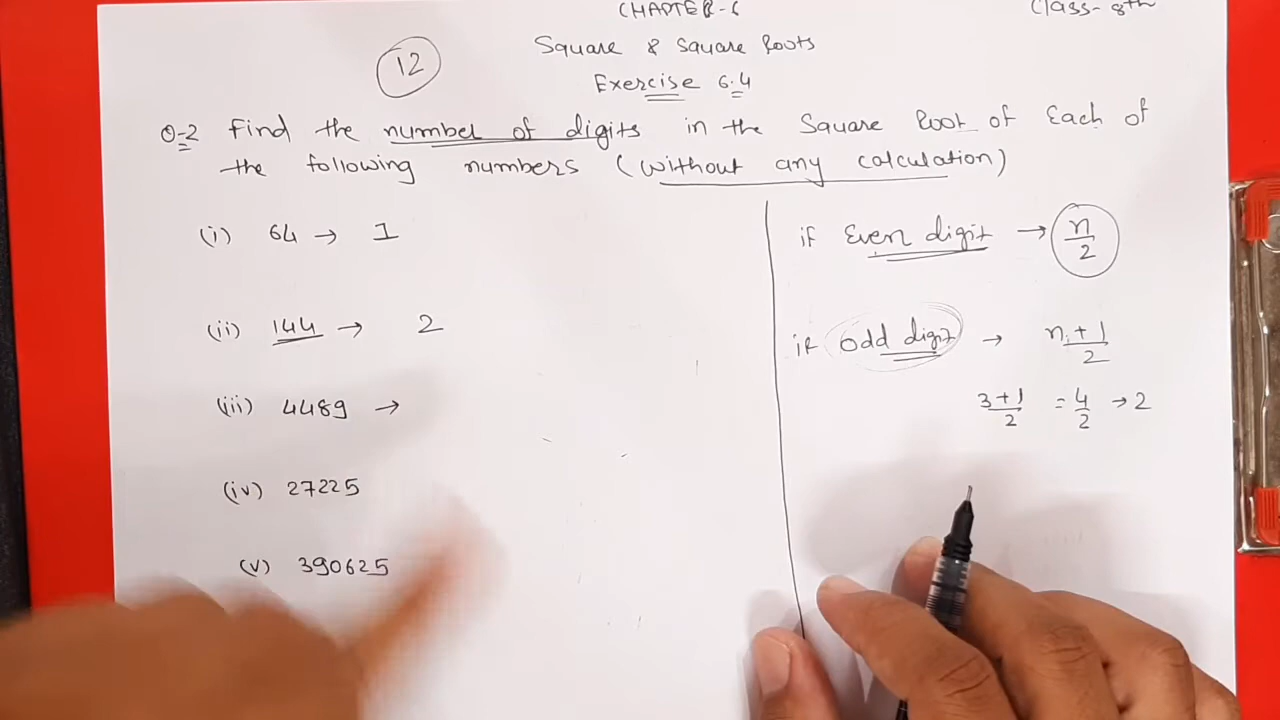 CHAPTER-6
Class-8th
12
Square & Square Roots
Exercise 6.4
Q-2 Find the number of digits in the Square Root of Each of
the following numbers (without any calculation)
(i) 64 → 1
(ii) 144 → 2
(iii) 4489 →
(iv) 27225
(v) 390625
if Even digit → n/2
if odd digit → n+1/2
3+1/2 = 4/2 → 2